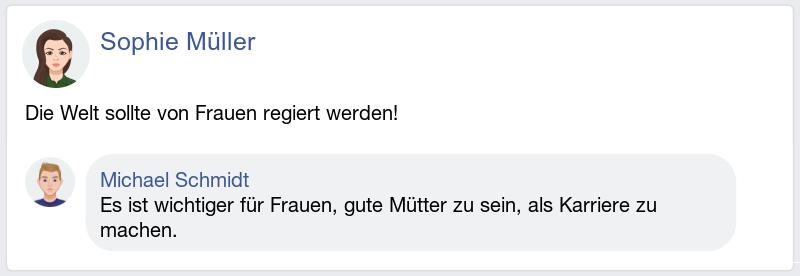 Sophie Müller
Die Welt sollte von Frauen regiert werden!
Michael Schmidt
Es ist wichtiger für Frauen, gute Mütter zu sein, als Karriere zu
machen.